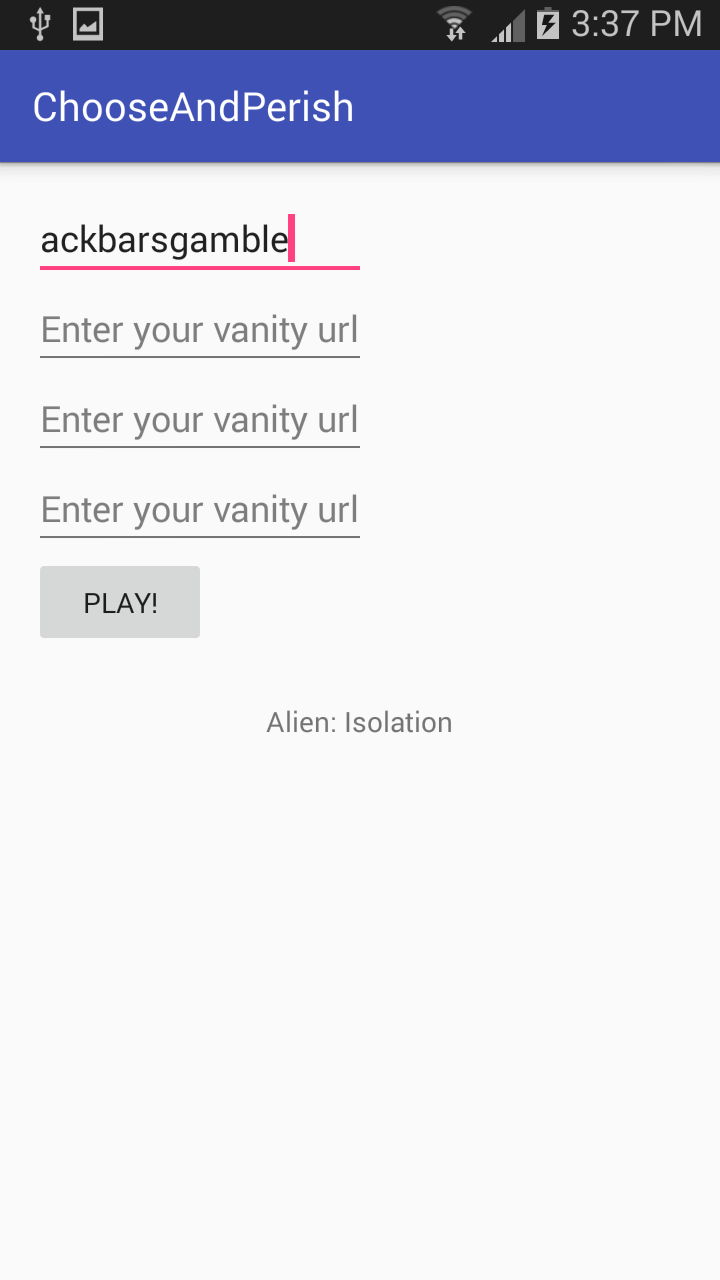 3:37 PM
ChooseAndPerish
ackbarsgamble
Enter your vanity url
Enter your vanity url
Enter your vanity url
PLAY!
Alien: Isolation